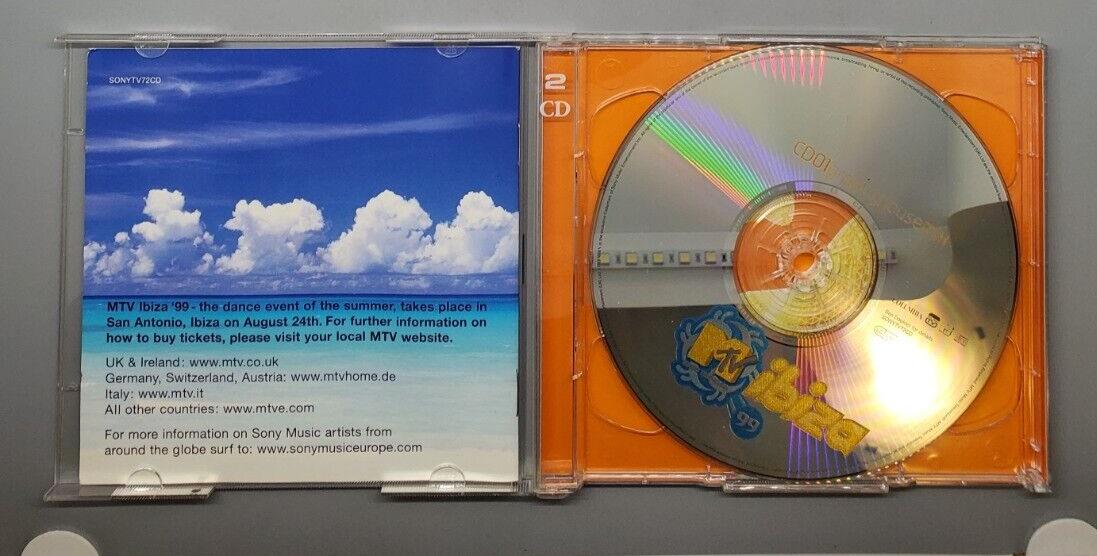 SONYTV72CD
MTV Ibiza '99 - the dance event of the summer, takes place in
San Antonio, Ibiza on August 24th. For further information on
how to buy tickets, please visit your local MTV website.
UK & Ireland: www.mtv.co.uk
Germany, Switzerland, Austria: www.mtvhome.de
Italy: www.mtv.it
All other countries: www.mtve.com
For more information on Sony Music artists from
around the globe surf to: www.sonymusiceurope.com
2
CD
CD01
COLUMBIA
MTV
ibiza
99